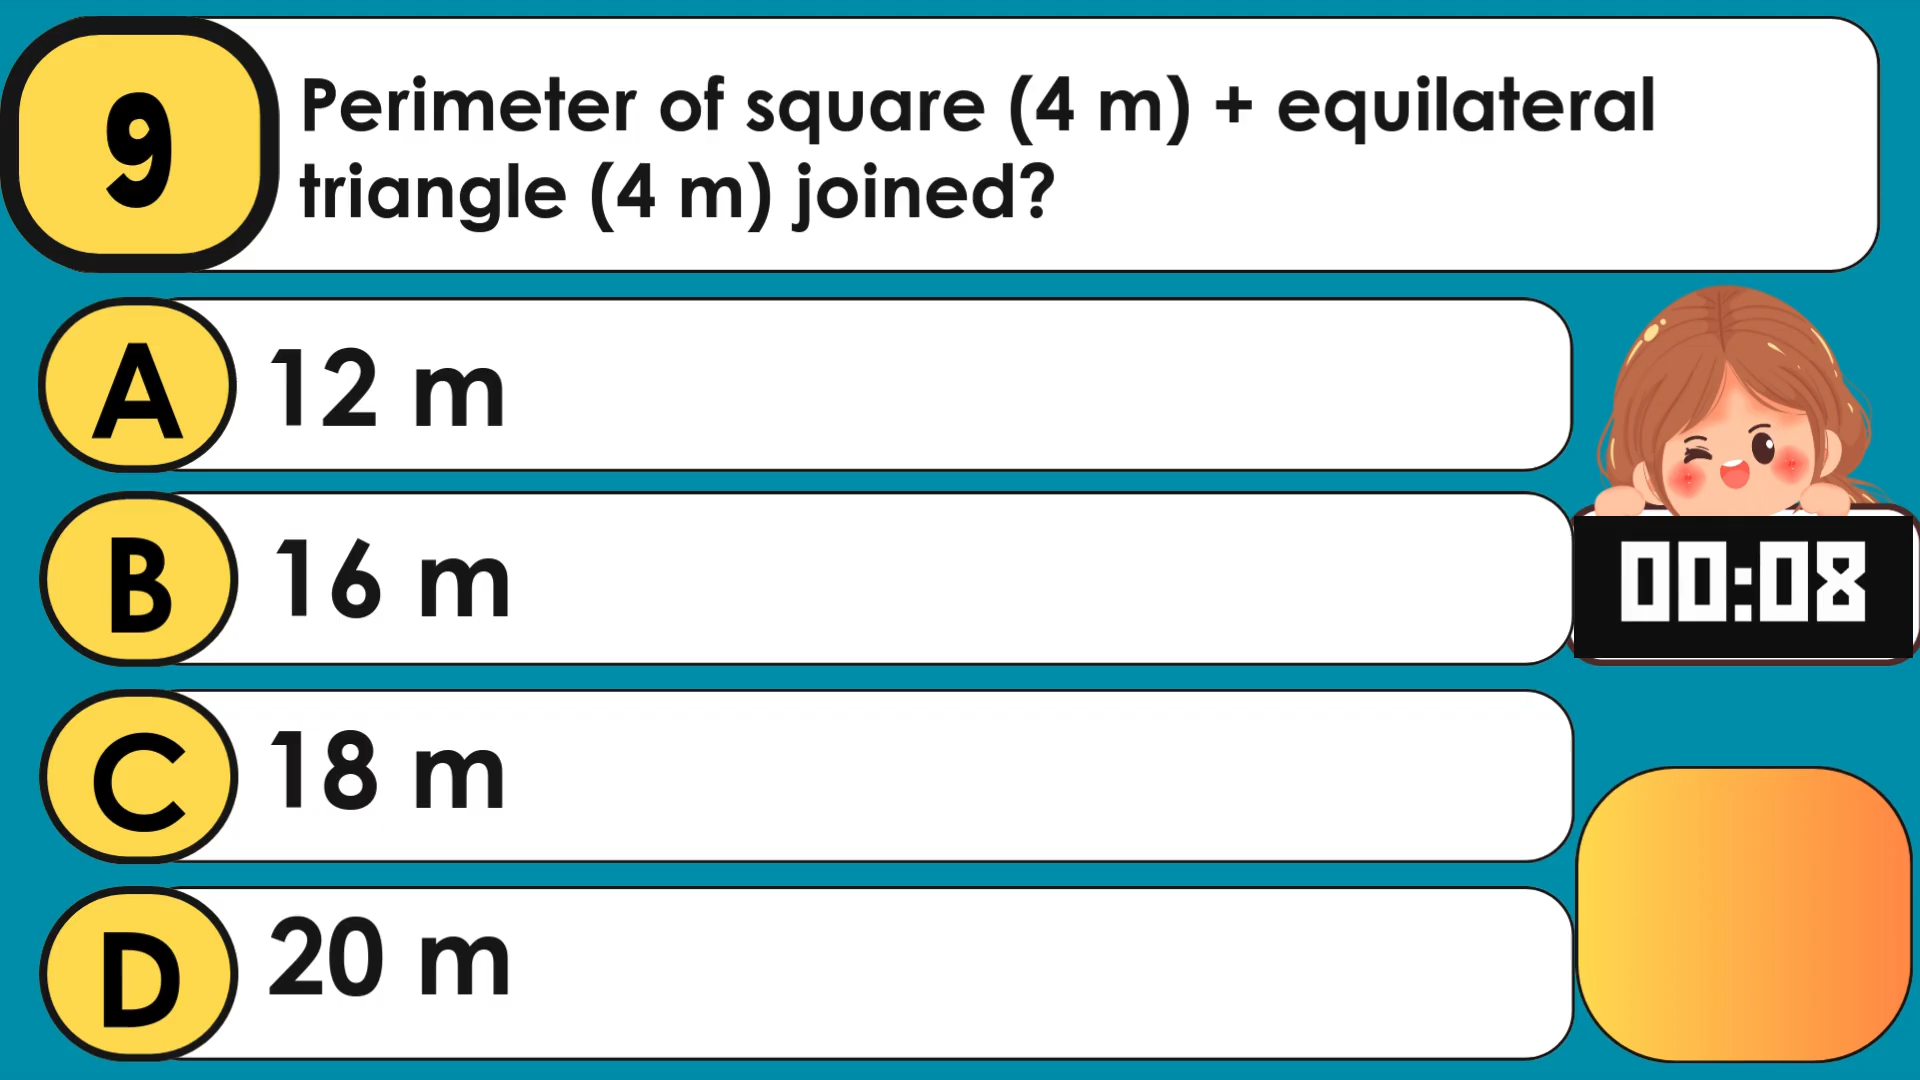 9
Perimeter of square (4 m) + equilateral
triangle (4 m) joined?
A
12 m
B
16 m
00:08
C
18 m
D
20 m